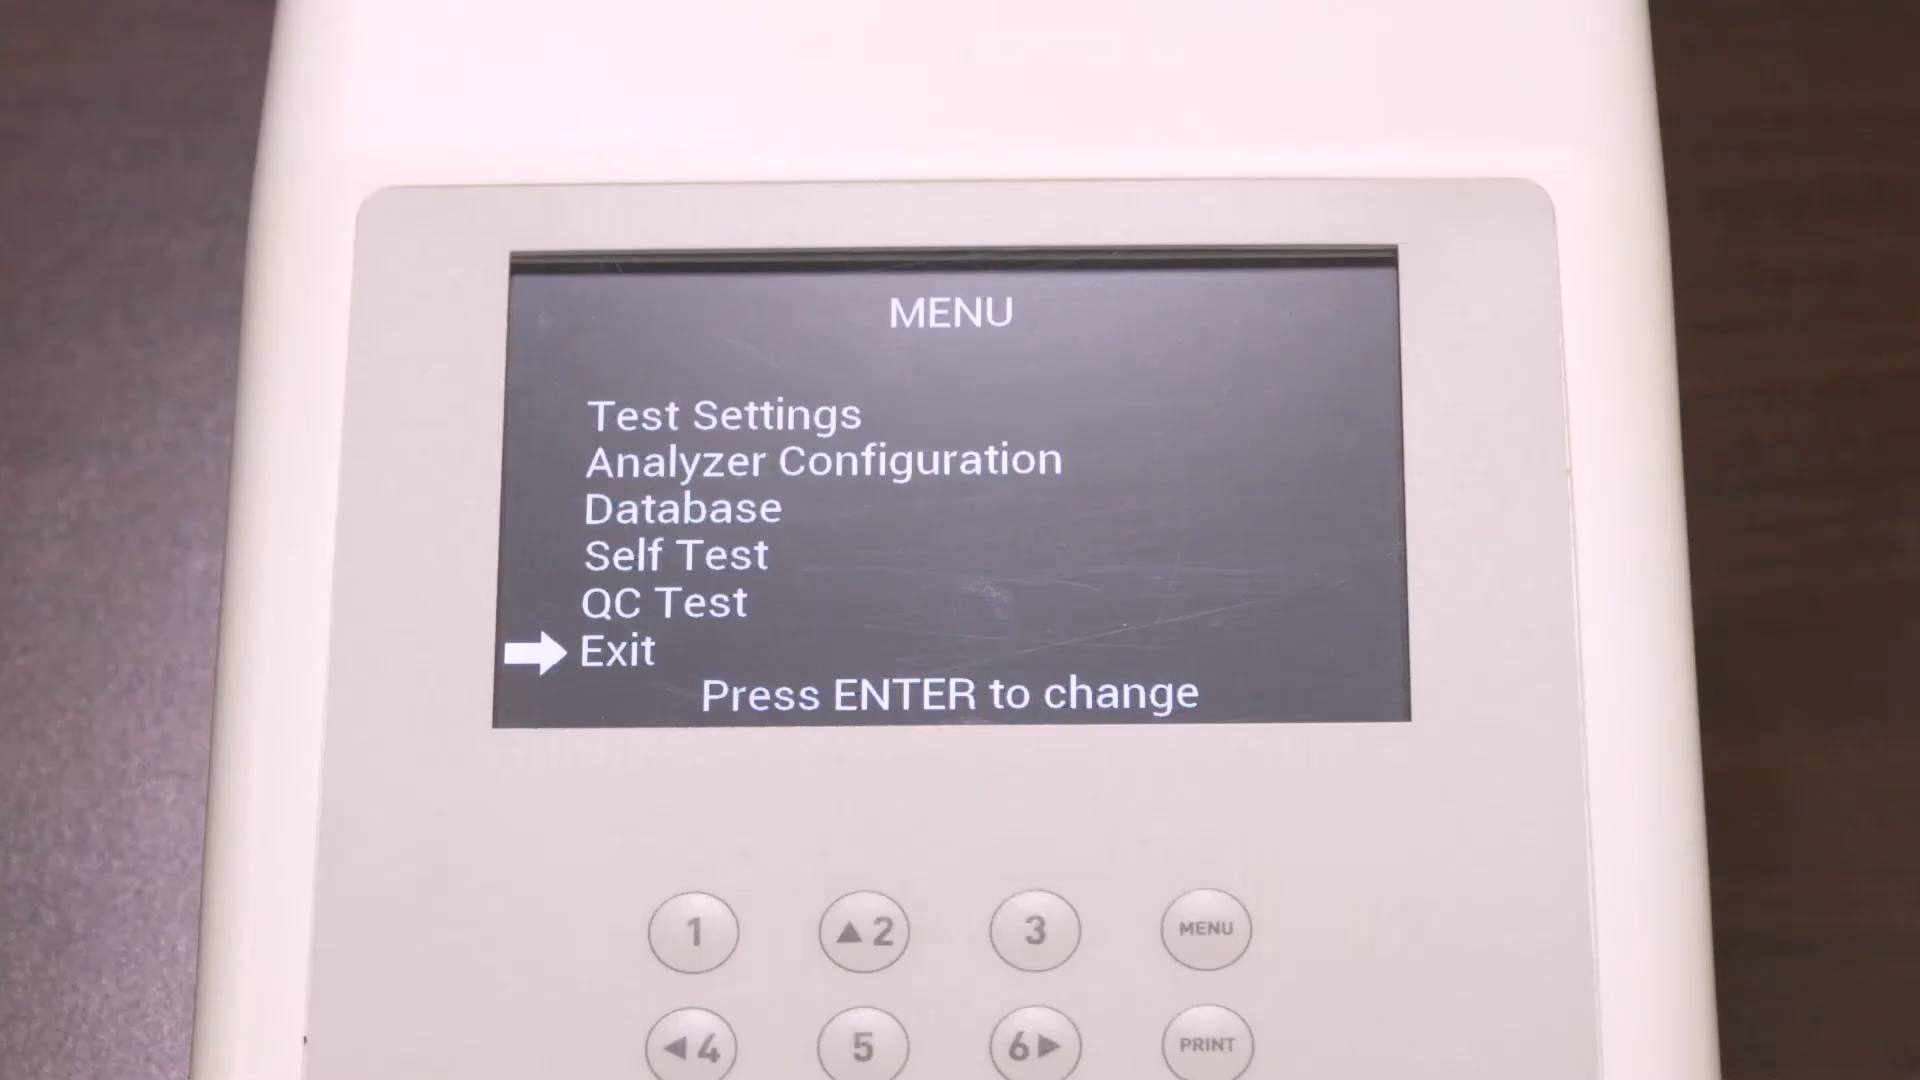 MENU
Test Settings
Analyzer Configuration
Database
Self Test
QC Test
Exit
Press ENTER to change
1 ▲2 3 MENU
◀4 5 6▶ PRINT